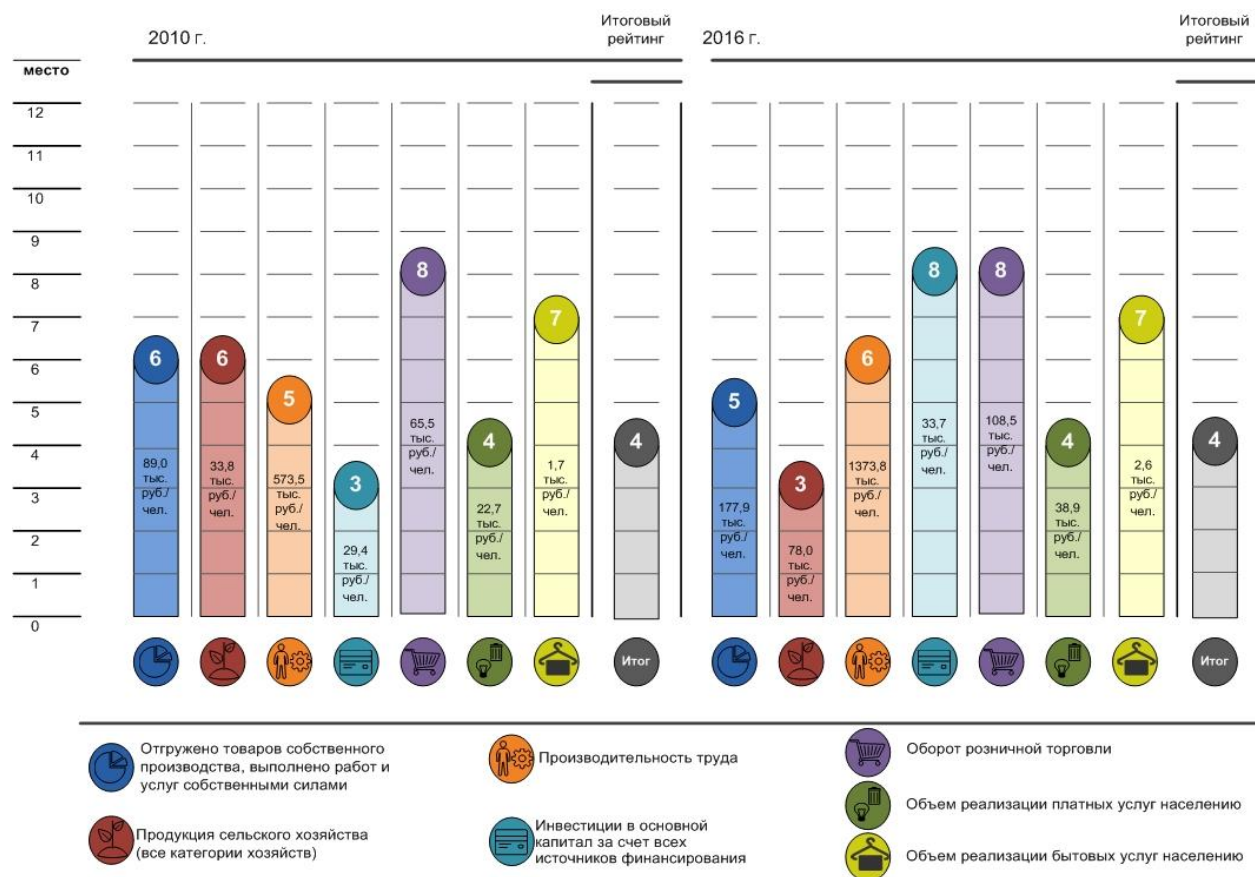 2010 г.
Итоговый
рейтинг
2016 г.
Итоговый
рейтинг
место
12
11
10
9
8
7
6
5
4
3
2
1
0
6
89,0
тыс.
руб./
чел.
6
33,8
тыс.
руб./
чел.
5
573,5
тыс.
руб./
чел.
3
29,4
тыс.
руб./
чел.
8
65,5
тыс.
руб./
чел.
4
22,7
тыс.
руб./
чел.
7
1,7
тыс.
руб./
чел.
4
Итог
5
177,9
тыс.
руб./
чел.
3
78,0
тыс.
руб./
чел.
6
1373,8
тыс.
руб./
чел.
8
33,7
тыс.
руб./
чел.
8
108,5
тыс.
руб./
чел.
4
38,9
тыс.
руб./
чел.
7
2,6
тыс.
руб./
чел.
4
Итог
Отгружено товаров собственного
производства, выполнено работ и
услуг собственными силами
Продукция сельского хозяйства
(все категории хозяйств)
Производительность труда
Инвестиции в основной
капитал за счет всех
источников финансирования
Оборот розничной торговли
Объем реализации платных услуг населению
Объем реализации бытовых услуг населению